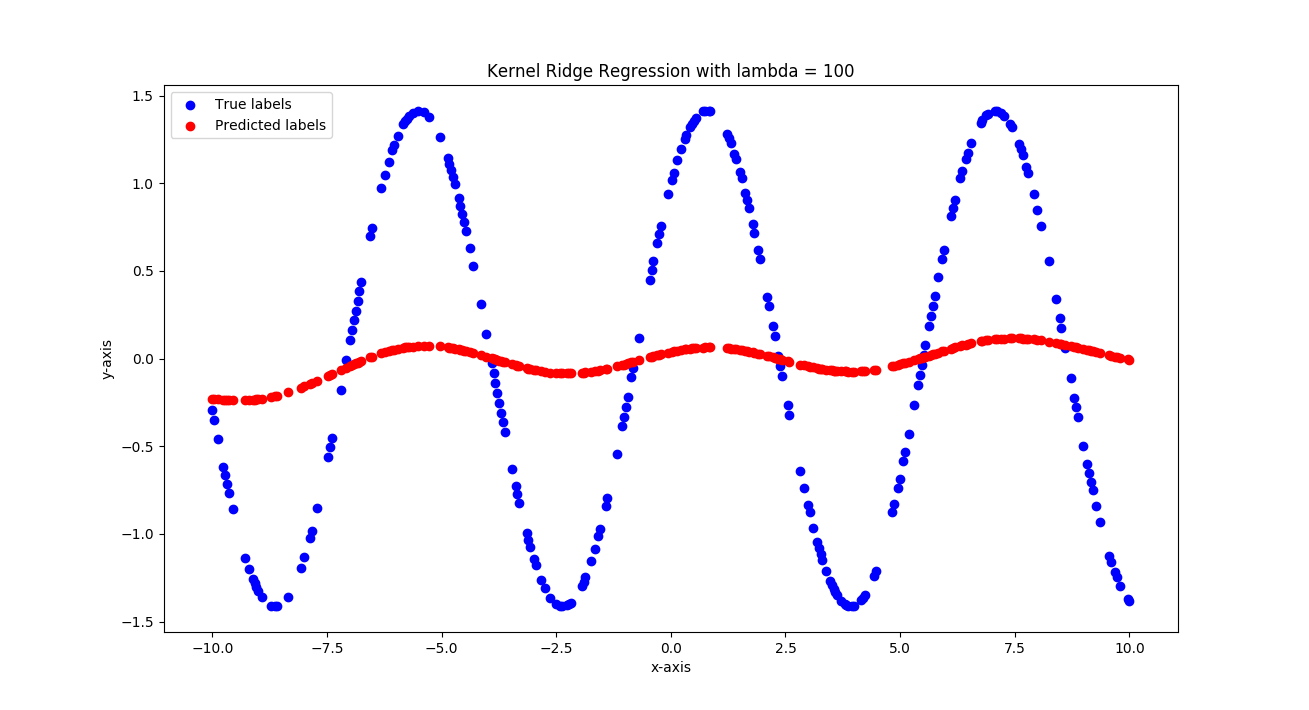 Kernel Ridge Regression with lambda = 100
True labels
Predicted labels
1.5
1.0
0.5
0.0
−0.5
−1.0
−1.5
y-axis
−10.0 −7.5 −5.0 −2.5 0.0 2.5 5.0 7.5 10.0
x-axis